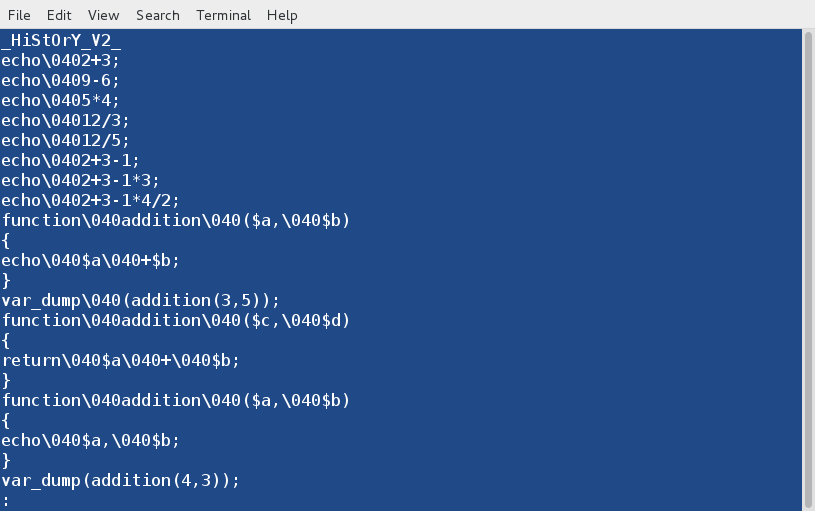 File Edit View Search Terminal Help
_HiStOrY_V2_
echo\0402+3;
echo\0409-6;
echo\0405*4;
echo\04012/3;
echo\04012/5;
echo\0402+3-1;
echo\0402+3-1*3;
echo\0402+3-1*4/2;
function\040addition\040($a,\040$b)
{
echo\040$a\040+$b;
}
var_dump\040(addition(3,5));
function\040addition\040($c,\040$d)
{
return\040$a\040+\040$b;
}
function\040addition\040($a,\040$b)
{
echo\040$a,\040$b;
}
var_dump(addition(4,3));
: